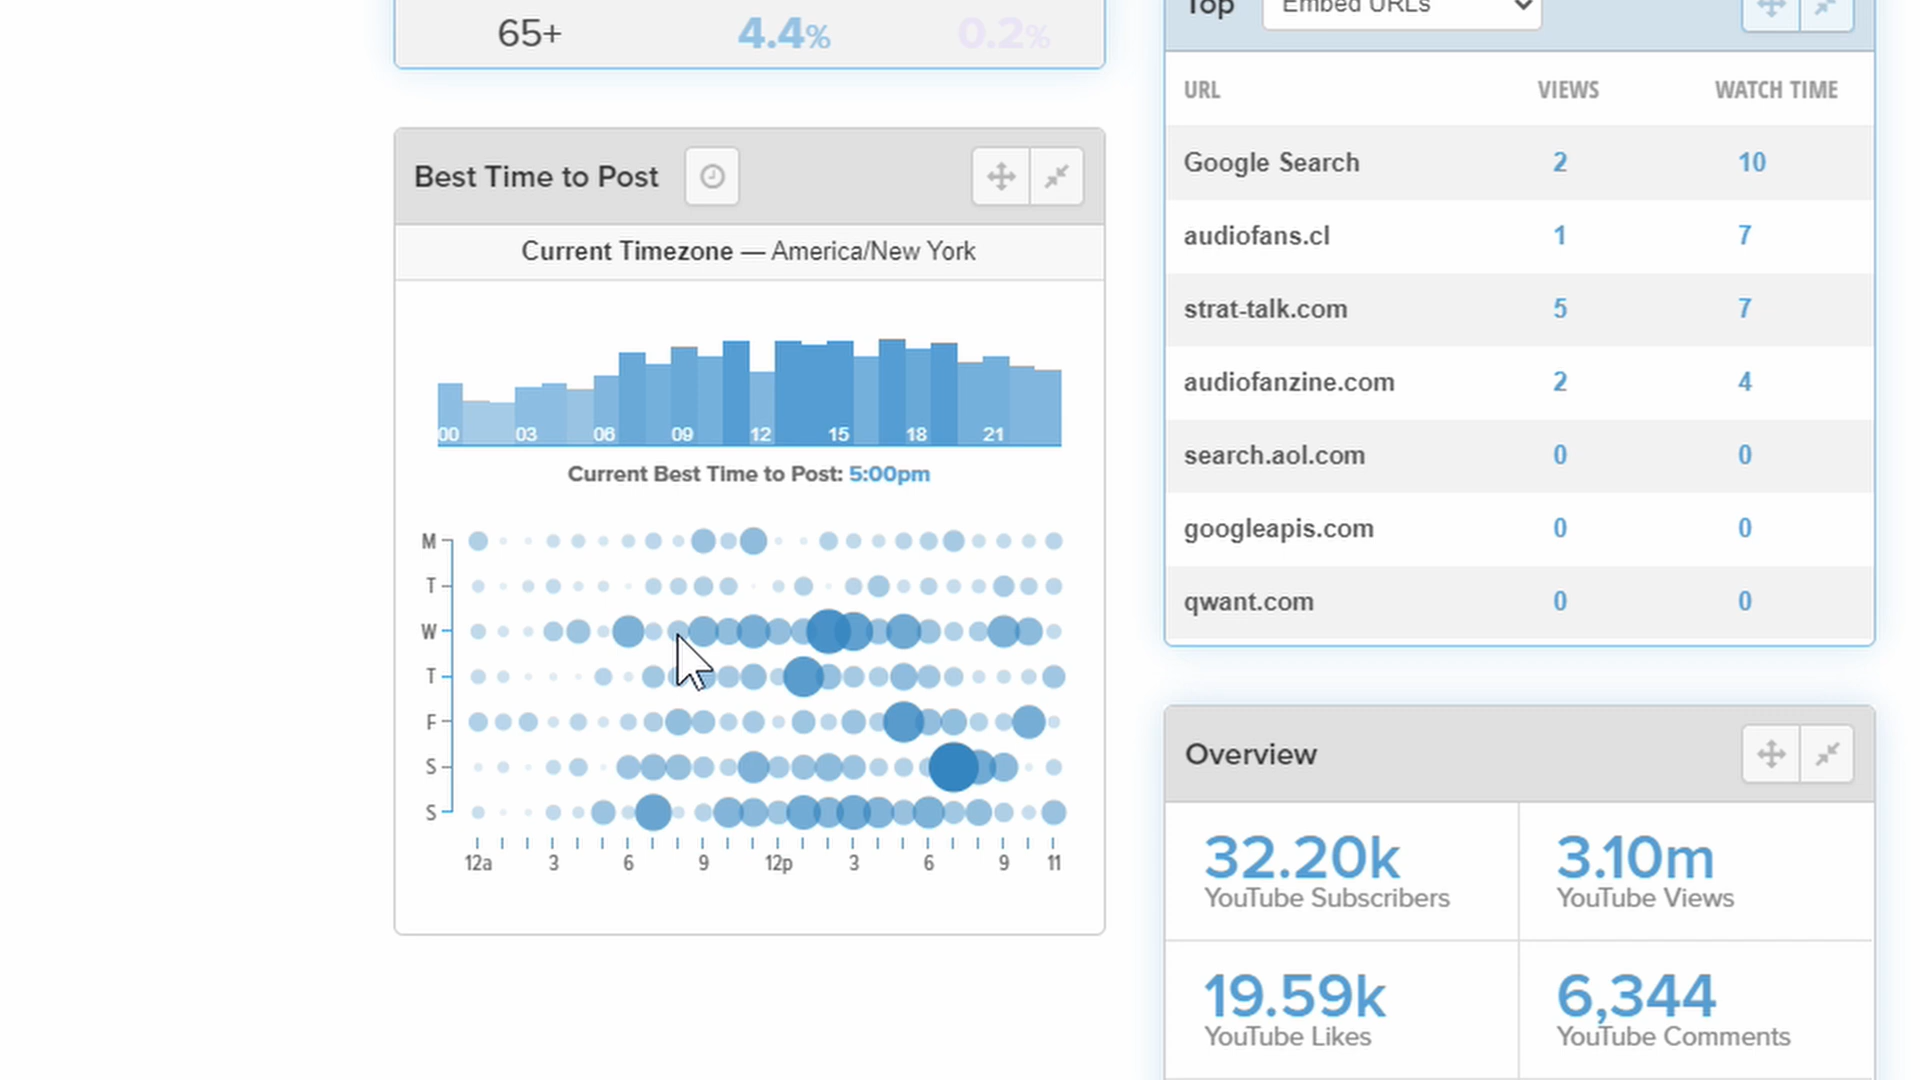 65+ 4.4% 0.2%
Best Time to Post
Current Timezone — America/New York
00 03 06 09 12 15 18 21
Current Best Time to Post: 5:00pm
M
T
W
T
F
S
S
12a 3 6 9 12p 3 6 9 11
Top Embed URLs
URL VIEWS WATCH TIME
Google Search 2 10
audiofans.cl 1 7
strat-talk.com 5 7
audiofanzine.com 2 4
search.aol.com 0 0
googleapis.com 0 0
qwant.com 0 0
Overview
32.20k 3.10m
YouTube Subscribers YouTube Views
19.59k 6,344
YouTube Likes YouTube Comments